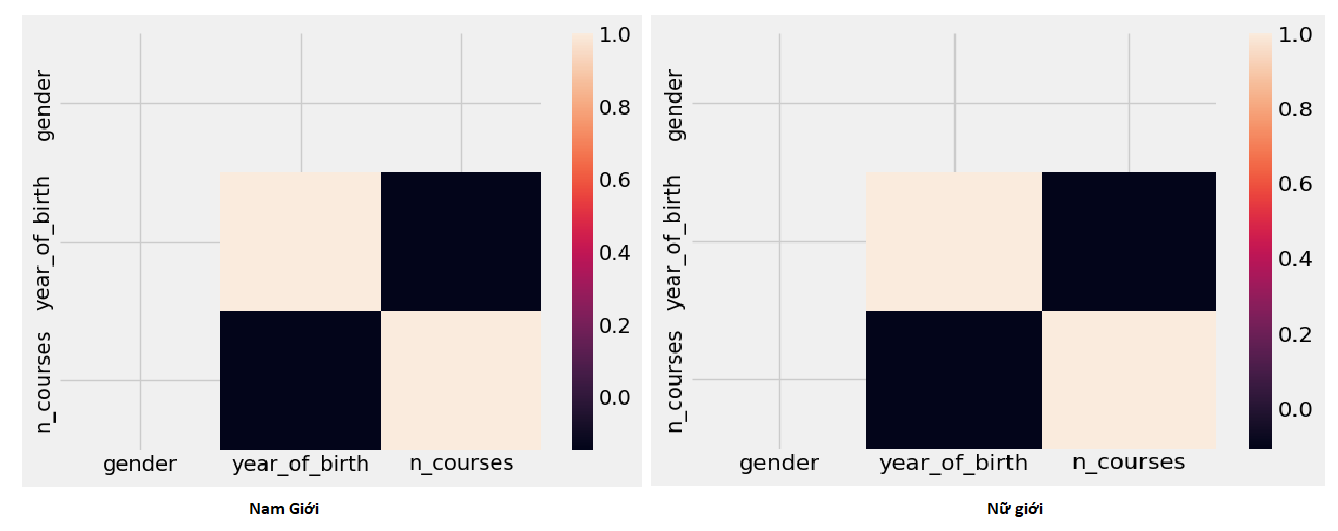 gender
year_of_birth
n_courses
gender year_of_birth n_courses
1.0
0.8
0.6
0.4
0.2
0.0
Nam Giới
gender
year_of_birth
n_courses
gender year_of_birth n_courses
1.0
0.8
0.6
0.4
0.2
0.0
Nữ giới